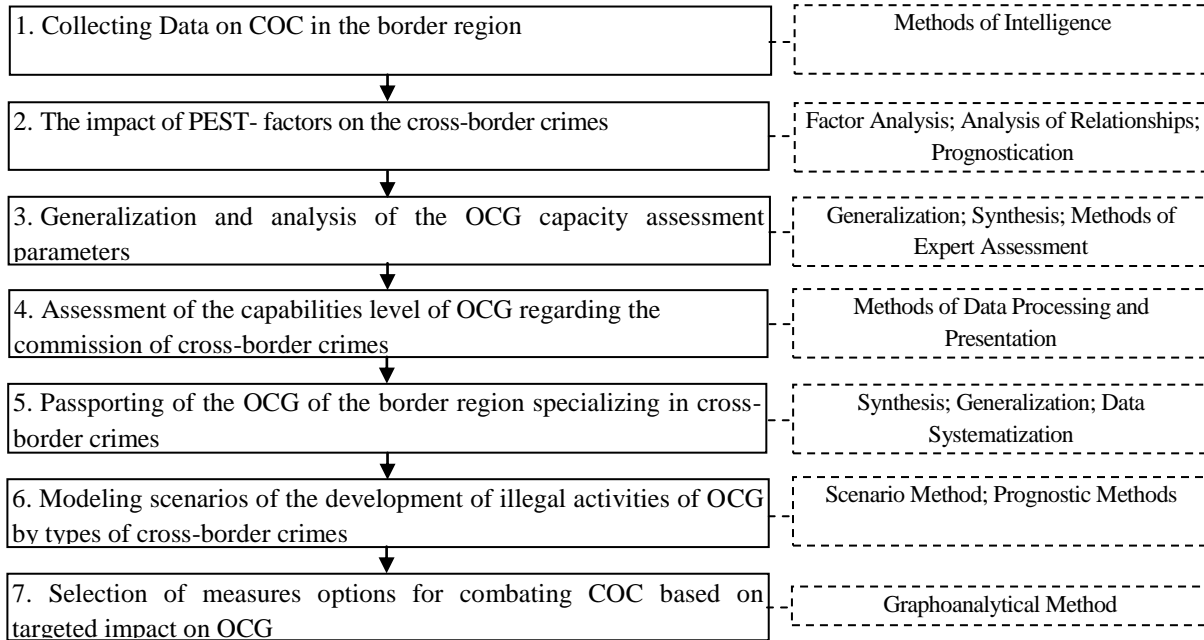 1. Collecting Data on COC in the border region
Methods of Intelligence
2. The impact of PEST- factors on the cross-border crimes
Factor Analysis; Analysis of Relationships;
Prognostication
3. Generalization and analysis of the OCG capacity assessment
parameters
Generalization; Synthesis; Methods of
Expert Assessment
4. Assessment of the capabilities level of OCG regarding the
commission of cross-border crimes
Methods of Data Processing and
Presentation
5. Passporting of the OCG of the border region specializing in cross-
border crimes
Synthesis; Generalization; Data
Systematization
6. Modeling scenarios of the development of illegal activities of OCG
by types of cross-border crimes
Scenario Method; Prognostic Methods
7. Selection of measures options for combating COC based on
targeted impact on OCG
Graphoanalytical Method